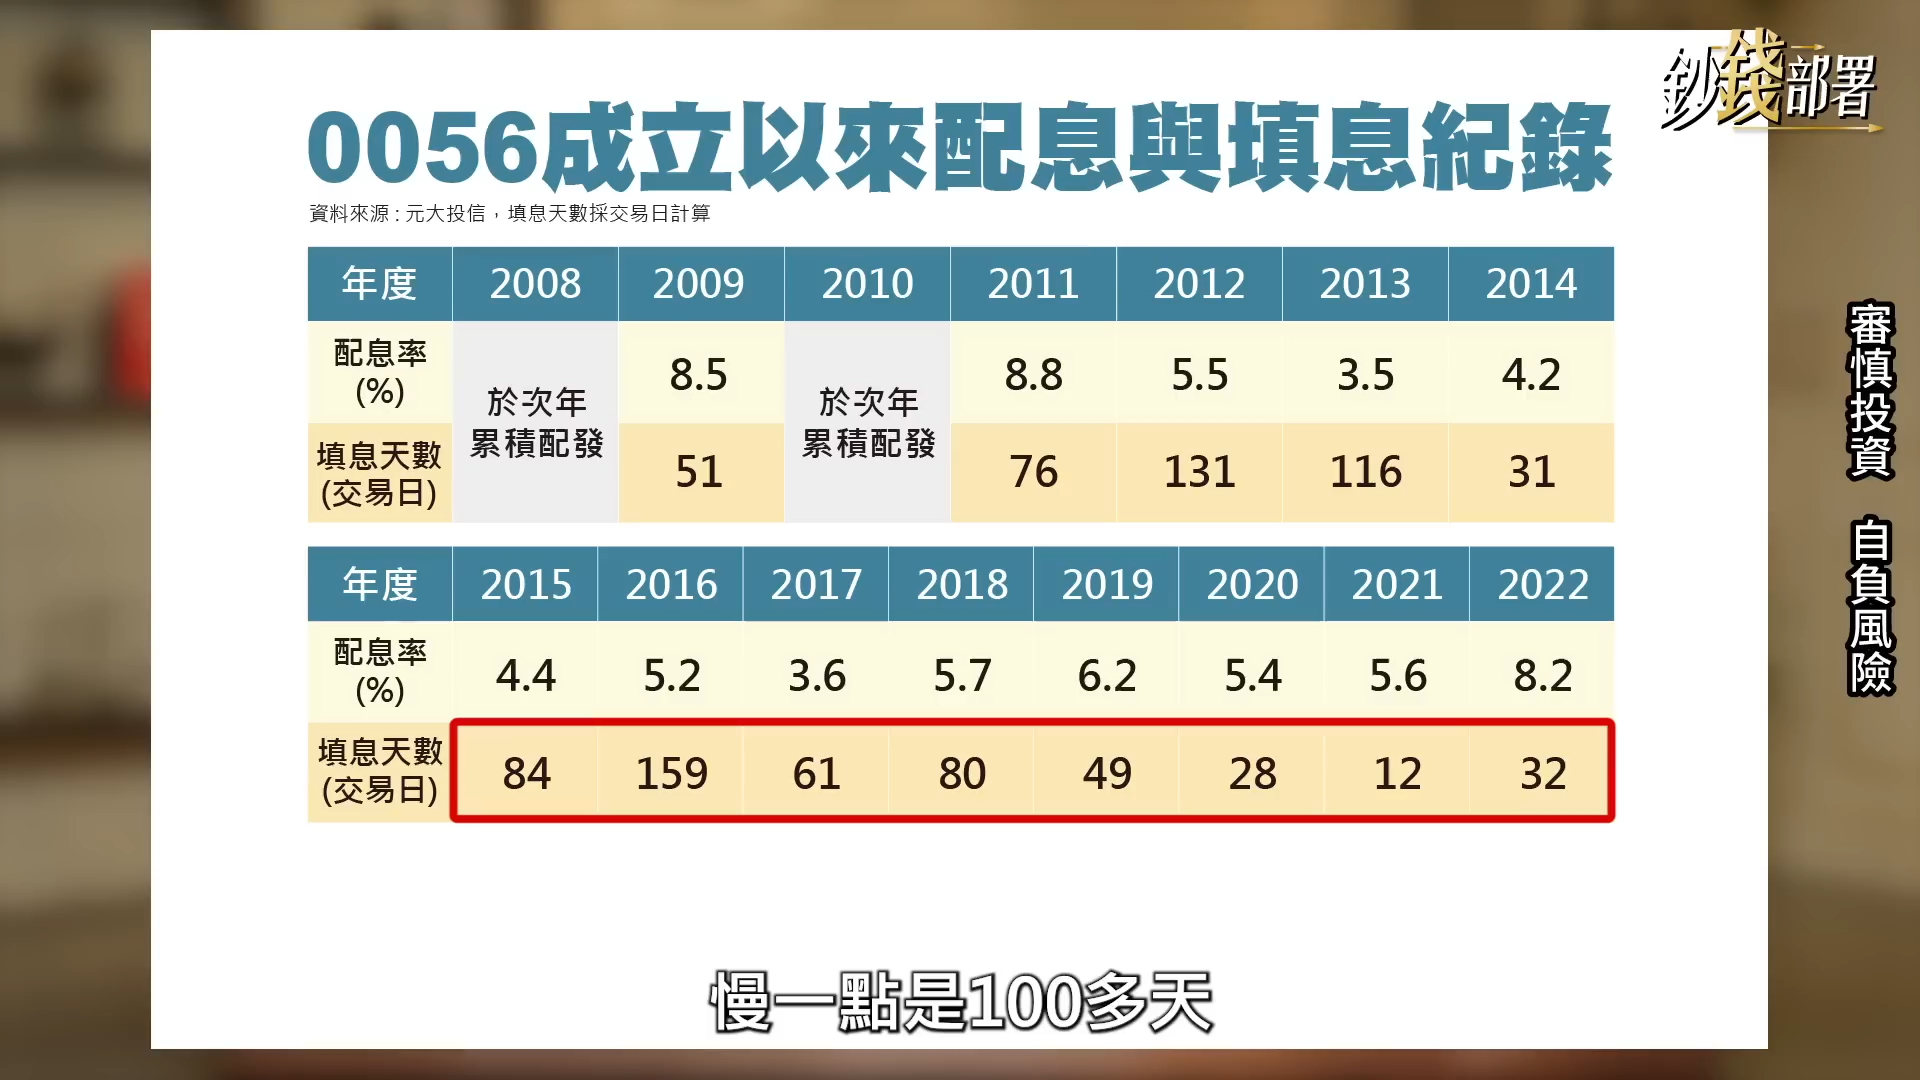 鈔錢部署
0056成立以來配息與填息紀錄
資料來源 : 元大投信，填息天數採交易日計算
年度 2008 2009 2010 2011 2012 2013 2014
配息率
(%)
於次年
累積配發
8.5
於次年
累積配發
8.8 5.5 3.5 4.2
填息天數
(交易日)
51 76 131 116 31
年度 2015 2016 2017 2018 2019 2020 2021 2022
配息率
(%)
4.4 5.2 3.6 5.7 6.2 5.4 5.6 8.2
填息天數
(交易日)
84 159 61 80 49 28 12 32
審慎投資 自負風險
慢一點是100多天